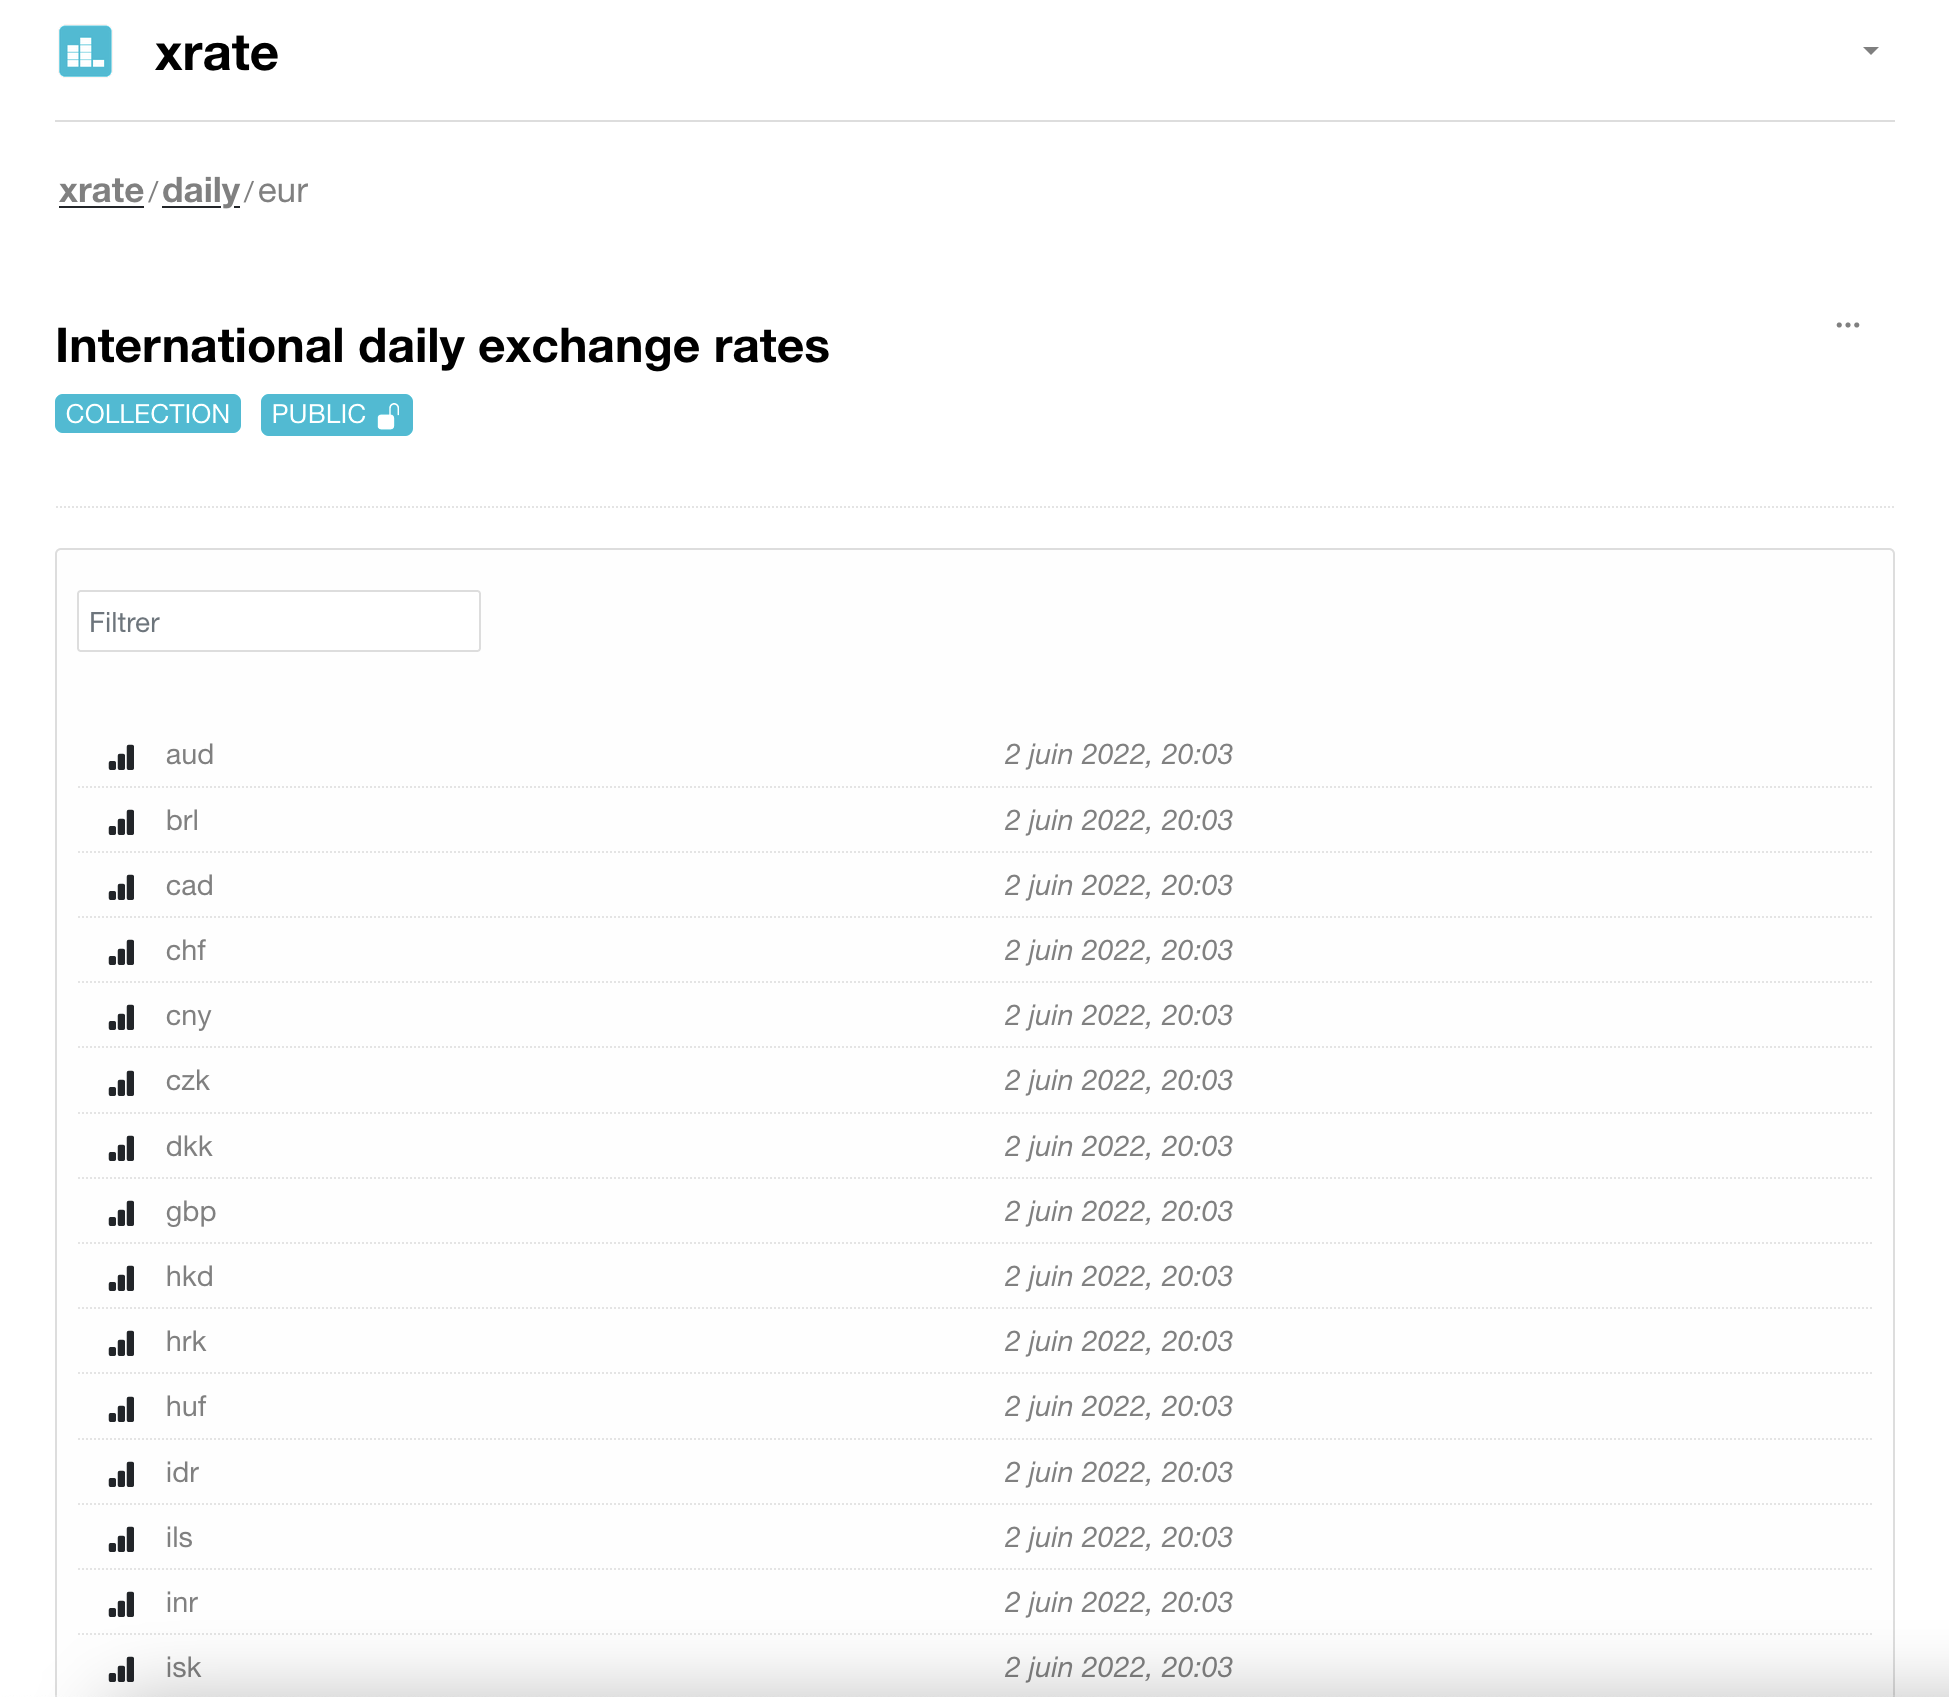 xrate
xrate/daily/eur
International daily exchange rates
COLLECTION PUBLIC
Filtrer
aud 2 juin 2022, 20:03
brl 2 juin 2022, 20:03
cad 2 juin 2022, 20:03
chf 2 juin 2022, 20:03
cny 2 juin 2022, 20:03
czk 2 juin 2022, 20:03
dkk 2 juin 2022, 20:03
gbp 2 juin 2022, 20:03
hkd 2 juin 2022, 20:03
hrk 2 juin 2022, 20:03
huf 2 juin 2022, 20:03
idr 2 juin 2022, 20:03
ils 2 juin 2022, 20:03
inr 2 juin 2022, 20:03
isk 2 juin 2022, 20:03